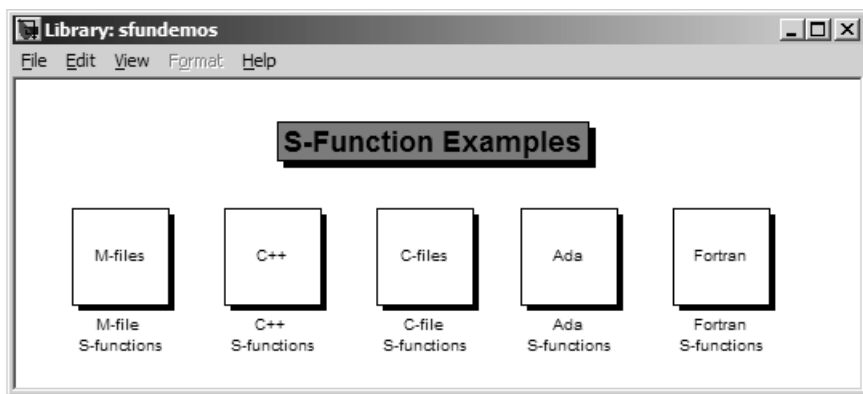 Library: sfundemos
File Edit View Format Help
S-Function Examples
M-files C++ C-files Ada Fortran
M-file C++ C-file Ada Fortran
S-functions S-functions S-functions S-functions S-functions